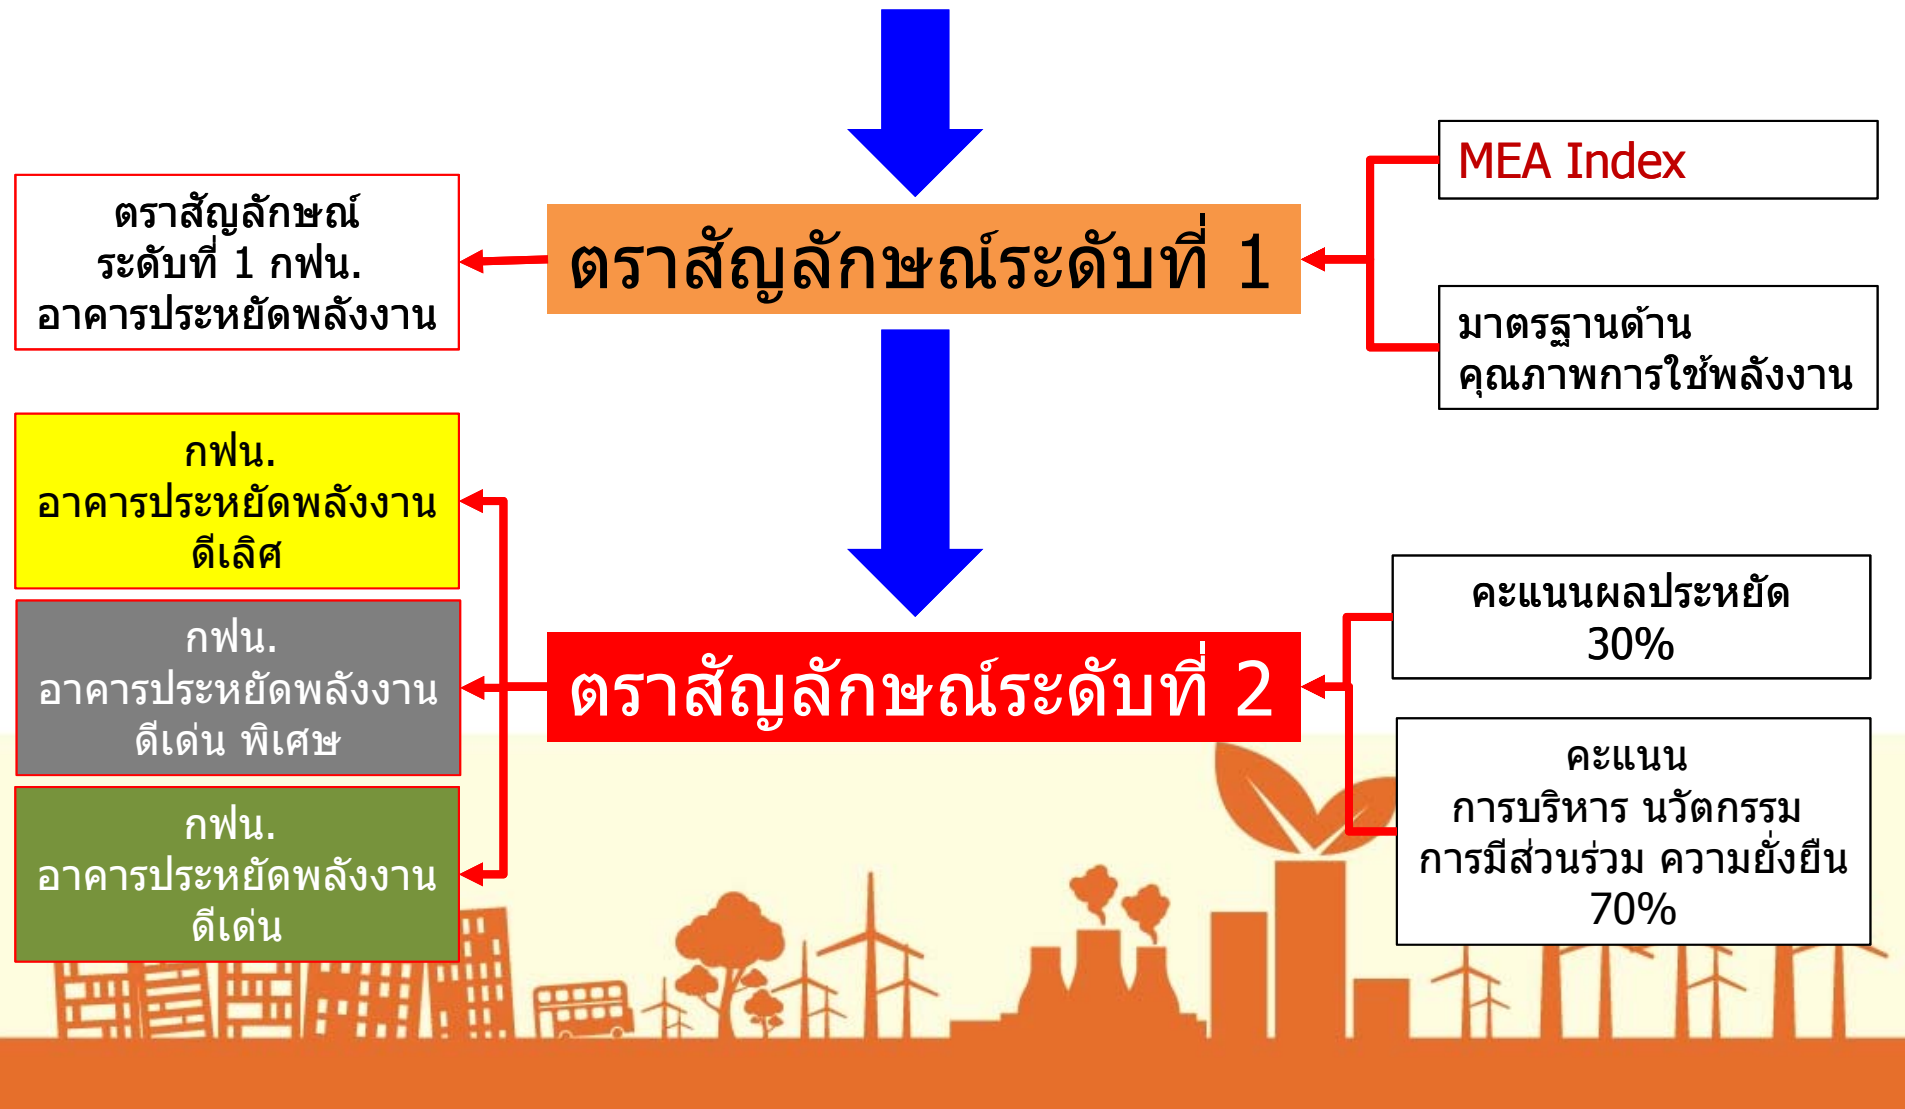 MEA Index
ตราสัญลักษณ์
ระดับที่ 1 กฟน.
อาคารประหยัดพลังงาน
ตราสัญลักษณ์ระดับที่ 1
มาตรฐานด้าน
คุณภาพการใช้พลังงาน
กฟน.
อาคารประหยัดพลังงาน
ดีเลิศ
กฟน.
อาคารประหยัดพลังงาน
ดีเด่น พิเศษ
กฟน.
อาคารประหยัดพลังงาน
ดีเด่น
ตราสัญลักษณ์ระดับที่ 2
คะแนนผลประหยัด
30%
คะแนน
การบริหาร นวัตกรรม
การมีส่วนร่วม ความยั่งยืน
70%